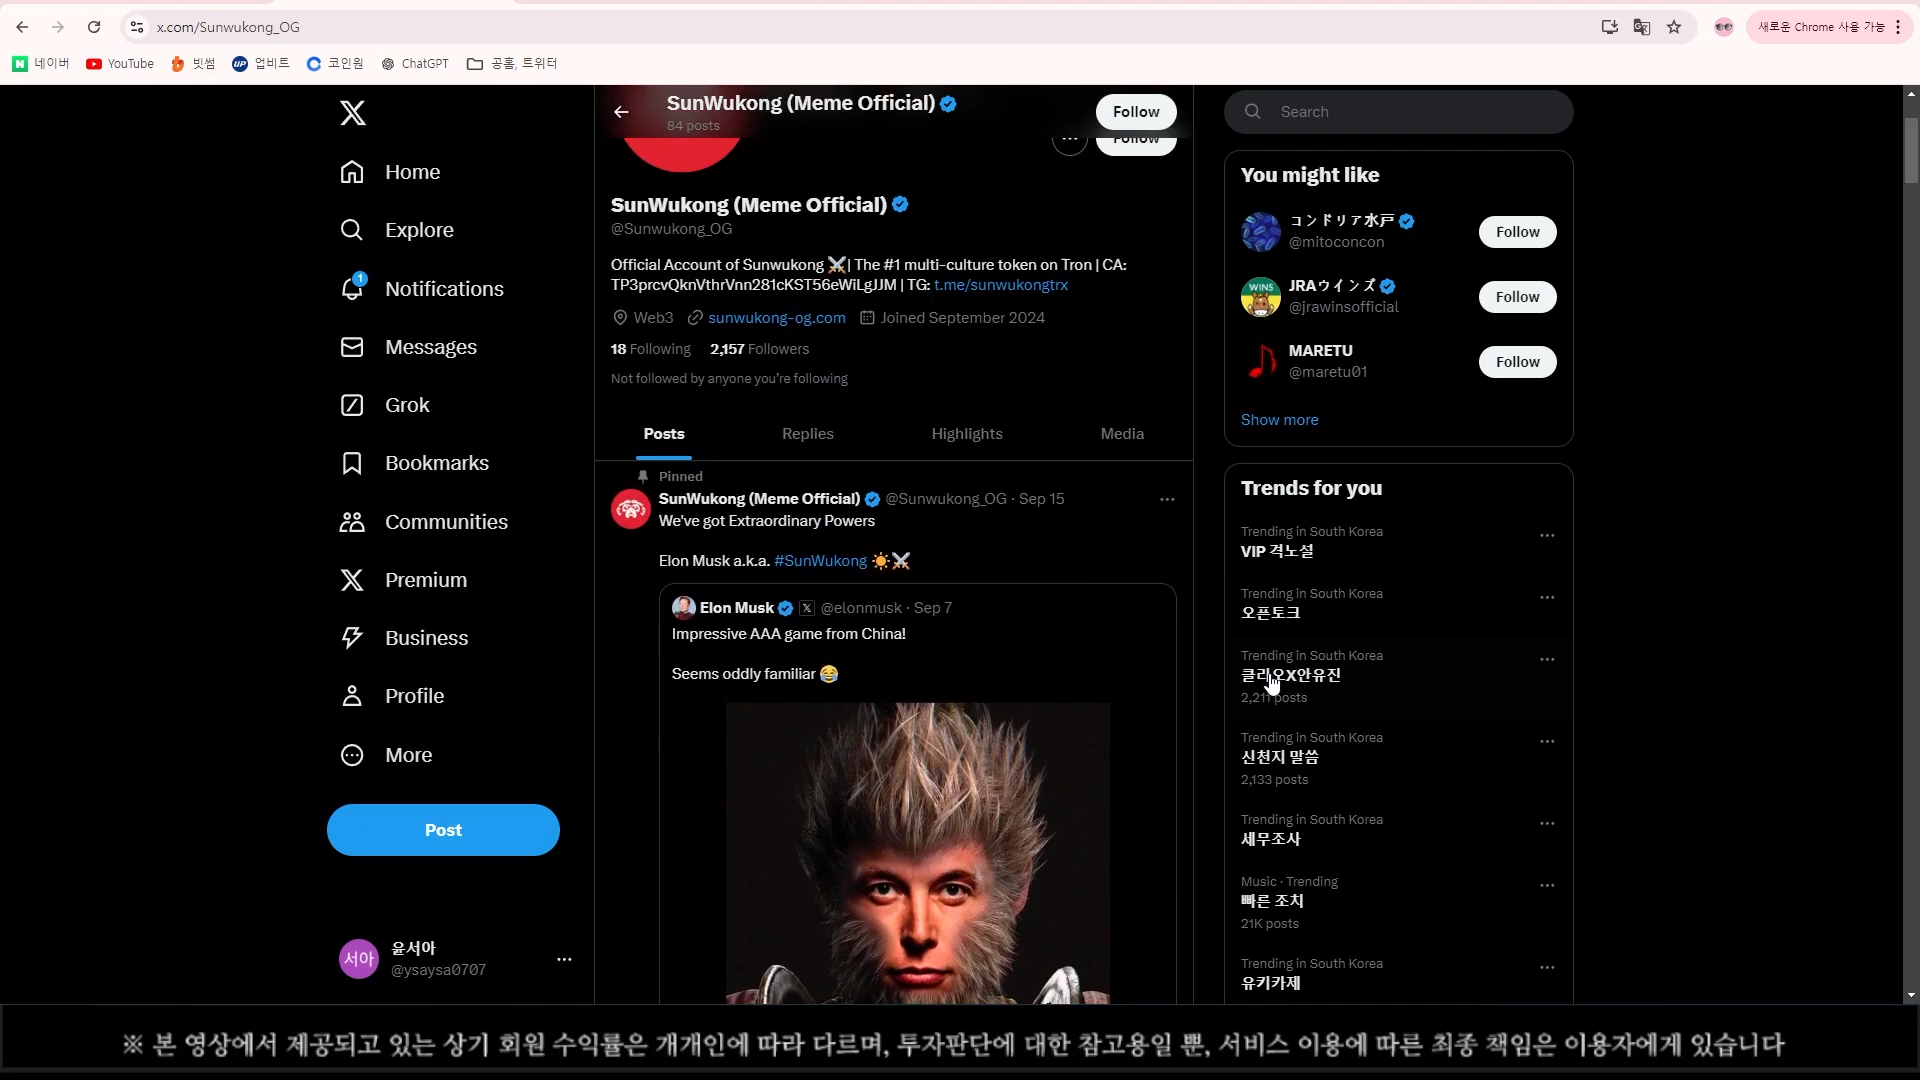 x.com/Sunwukong_OG
새로운 Chrome 사용 가능
네이버
YouTube
빗썸
업비트
코인원
ChatGPT
공홈, 트위터
Home
Explore
1
Notifications
Messages
Grok
Bookmarks
Communities
Premium
Business
Profile
More
Post
서아
윤서아
@ysaysa0707
SunWukong (Meme Official)
84 posts
Follow
Follow
SunWukong (Meme Official)
@Sunwukong_OG
Official Account of Sunwukong ⚔️| The #1 multi-culture token on Tron | CA:
TP3prcvQknVthrVnn281cKST56eWiLgJJM | TG: t.me/sunwukongtrx
Web3 sunwukong-og.com Joined September 2024
18 Following 2,157 Followers
Not followed by anyone you're following
Posts Replies Highlights Media
Pinned
SunWukong (Meme Official) @Sunwukong_OG · Sep 15
We've got Extraordinary Powers
Elon Musk a.k.a. #SunWukong ☀️⚔️
Elon Musk @elonmusk · Sep 7
Impressive AAA game from China!
Seems oddly familiar 😂
Search
You might like
コンドリア水戸
@mitoconcon
Follow
WINS
JRAウインズ
@jrawinsofficial
Follow
MARETU
@maretu01
Follow
Show more
Trends for you
Trending in South Korea
VIP 격노설
Trending in South Korea
오픈토크
Trending in South Korea
클리오X안유진
2,211 posts
Trending in South Korea
신천지 말씀
2,133 posts
Trending in South Korea
세무조사
Music · Trending
빠른 조치
21K posts
Trending in South Korea
유키카제
※ 본 영상에서 제공되고 있는 상기 회원 수익률은 개개인에 따라 다르며, 투자판단에 대한 참고용일 뿐, 서비스 이용에 따른 최종 책임은 이용자에게 있습니다